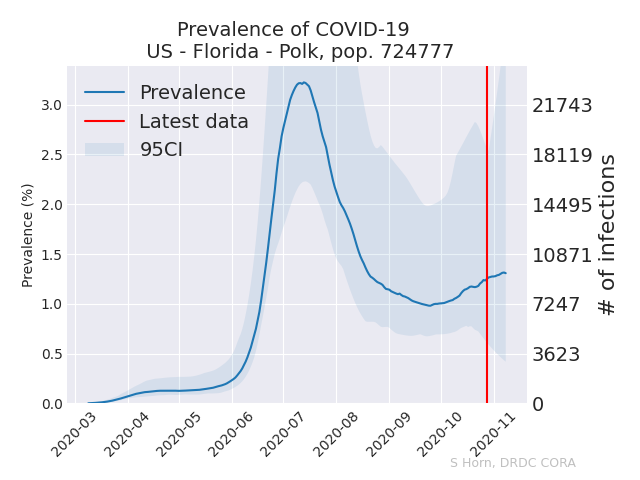 Prevalence of COVID-19
US - Florida - Polk, pop. 724777
Prevalence
Latest data
95CI
Prevalence (%)
3.0
2.5
2.0
1.5
1.0
0.5
0.0
21743
18119
14495
10871
7247
3623
0
# of infections
2020-03
2020-04
2020-05
2020-06
2020-07
2020-08
2020-09
2020-10
2020-11
S Horn, DRDC CORA